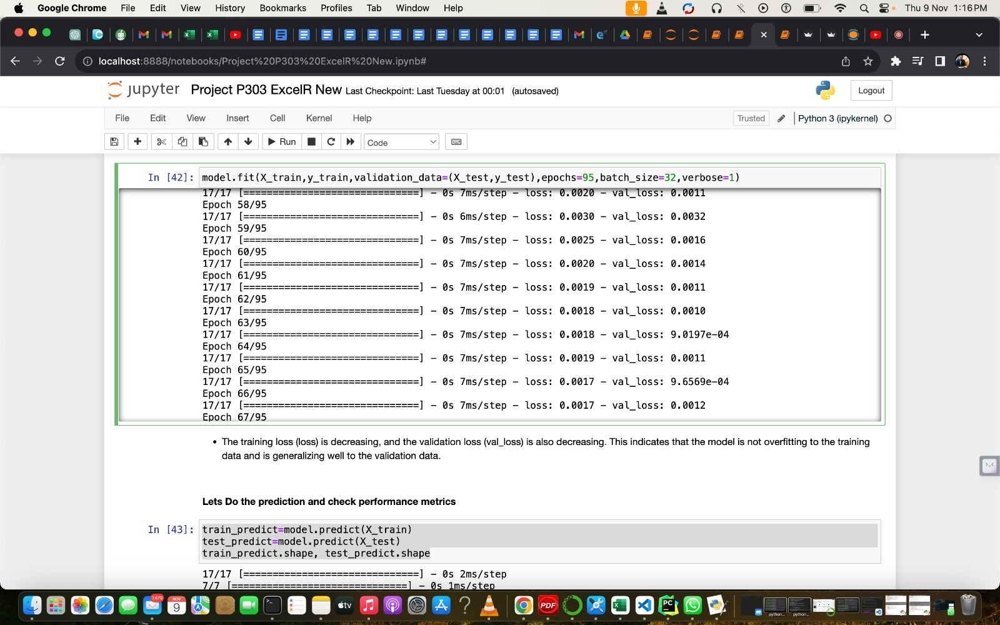 Google Chrome File Edit View History Bookmarks Profiles Tab Window Help Thu 9 Nov 1:16 PM
localhost:8888/notebooks/Project%20P303%20ExcelR%20New.ipynb#
jupyter Project P303 ExcelR New Last Checkpoint: Last Tuesday at 00:01 (autosaved) Logout
File Edit View Insert Cell Kernel Help Trusted Python 3 (ipykernel)
Run Code
In [42]: model.fit(X_train,y_train,validation_data=(X_test,y_test),epochs=95,batch_size=32,verbose=1)
17/17 [==============================] - 0s 7ms/step - loss: 0.0020 - val_loss: 0.0011
Epoch 58/95
17/17 [==============================] - 0s 6ms/step - loss: 0.0030 - val_loss: 0.0032
Epoch 59/95
17/17 [==============================] - 0s 7ms/step - loss: 0.0025 - val_loss: 0.0016
Epoch 60/95
17/17 [==============================] - 0s 7ms/step - loss: 0.0020 - val_loss: 0.0014
Epoch 61/95
17/17 [==============================] - 0s 7ms/step - loss: 0.0019 - val_loss: 0.0011
Epoch 62/95
17/17 [==============================] - 0s 7ms/step - loss: 0.0018 - val_loss: 0.0010
Epoch 63/95
17/17 [==============================] - 0s 7ms/step - loss: 0.0018 - val_loss: 9.0197e-04
Epoch 64/95
17/17 [==============================] - 0s 7ms/step - loss: 0.0019 - val_loss: 0.0011
Epoch 65/95
17/17 [==============================] - 0s 7ms/step - loss: 0.0017 - val_loss: 9.6569e-04
Epoch 66/95
17/17 [==============================] - 0s 7ms/step - loss: 0.0017 - val_loss: 0.0012
Epoch 67/95
• The training loss (loss) is decreasing, and the validation loss (val_loss) is also decreasing. This indicates that the model is not overfitting to the training
data and is generalizing well to the validation data.
Lets Do the prediction and check performance metrics
In [43]: train_predict=model.predict(X_train)
test_predict=model.predict(X_test)
train_predict.shape, test_predict.shape
17/17 [==============================] - 0s 2ms/step
7/7 [==============================] - 0s 1ms/step
7,479 NOV 9 tv PDF PC
python... python...